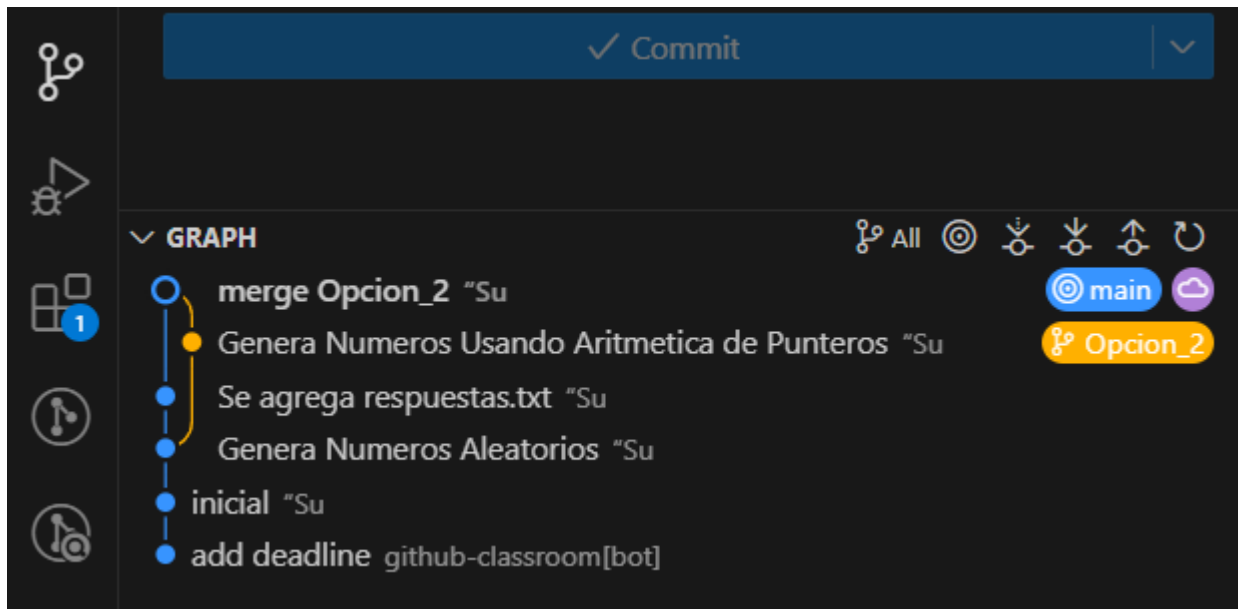 Commit
GRAPH All
merge Opcion_2 “Su main
Genera Numeros Usando Aritmetica de Punteros “Su Opcion_2
Se agrega respuestas.txt “Su
Genera Numeros Aleatorios “Su
1
inicial “Su
add deadline github-classroom[bot]